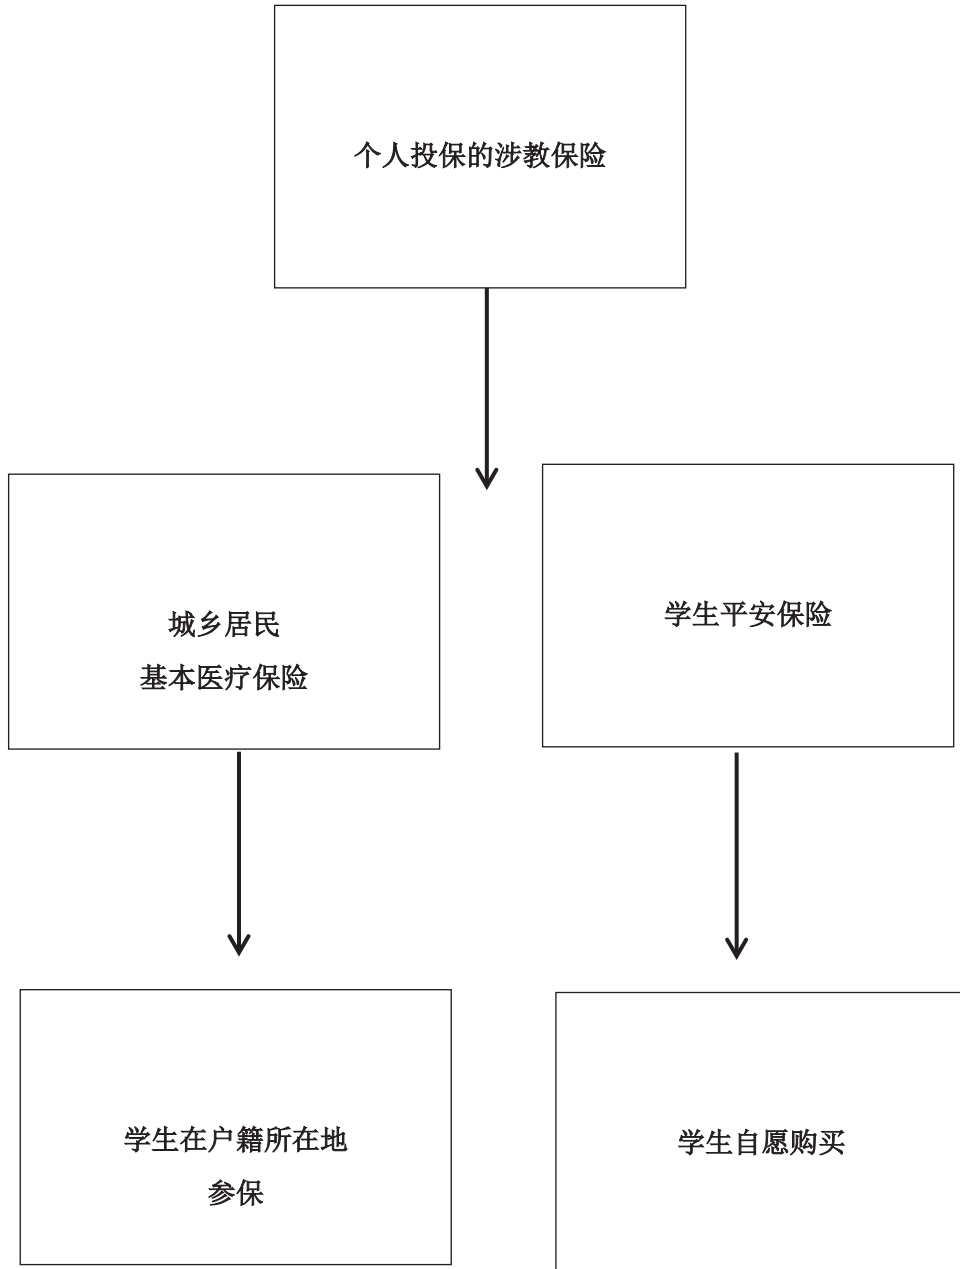 个人投保的涉教保险
城乡居民
基本医疗保险
学生平安保险
学生在户籍所在地
参保
学生自愿购买